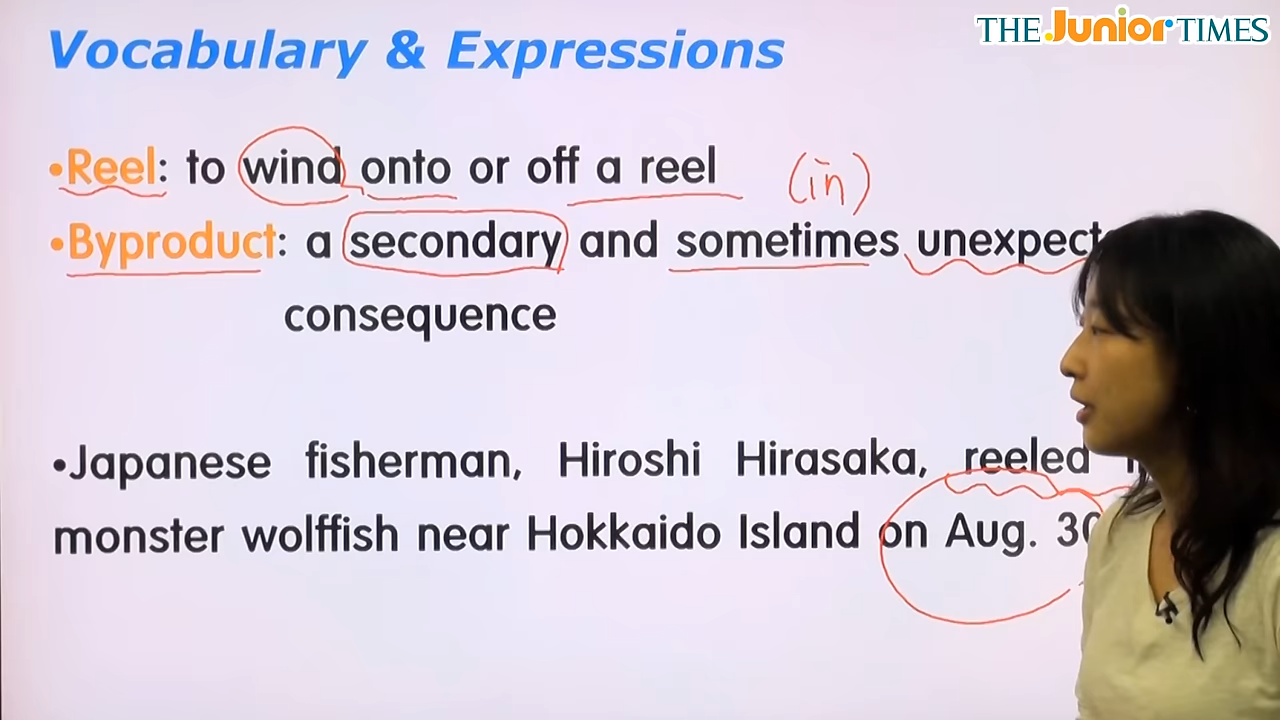 THE Junior TIMES
Vocabulary & Expressions
•Reel: to wind onto or off a reel (in)
•Byproduct: a secondary and sometimes
consequence
•Japanese fisherman, Hiroshi Hirasaka, reeled
monster wolffish near Hokkaido Island on Aug.